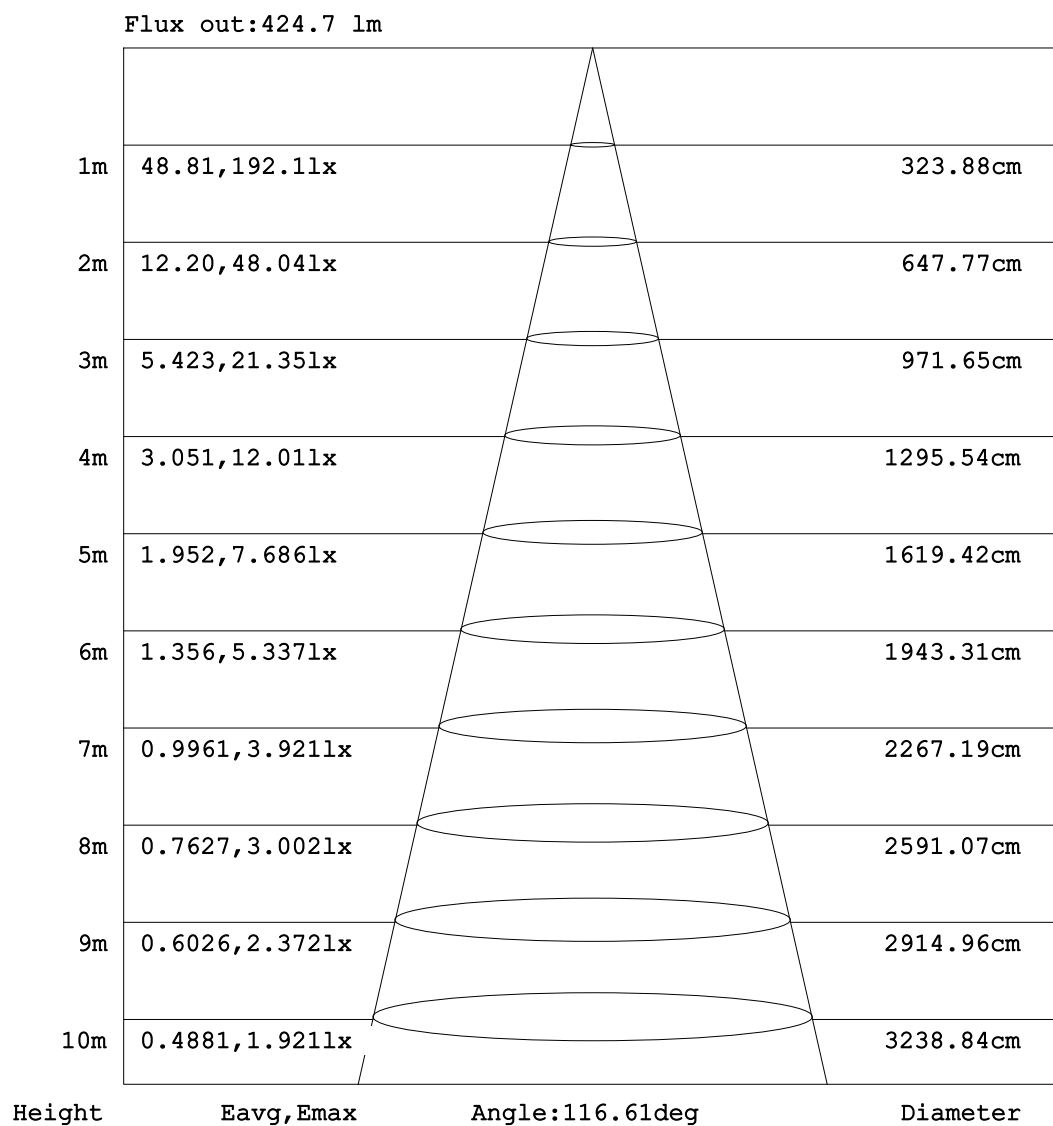 Flux out:424.7 lm
1m 48.81,192.1lx 323.88cm
2m 12.20,48.04lx 647.77cm
3m 5.423,21.35lx 971.65cm
4m 3.051,12.01lx 1295.54cm
5m 1.952,7.686lx 1619.42cm
6m 1.356,5.337lx 1943.31cm
7m 0.9961,3.921lx 2267.19cm
8m 0.7627,3.002lx 2591.07cm
9m 0.6026,2.372lx 2914.96cm
10m 0.4881,1.921lx 3238.84cm
Height Eavg,Emax Angle:116.61deg Diameter